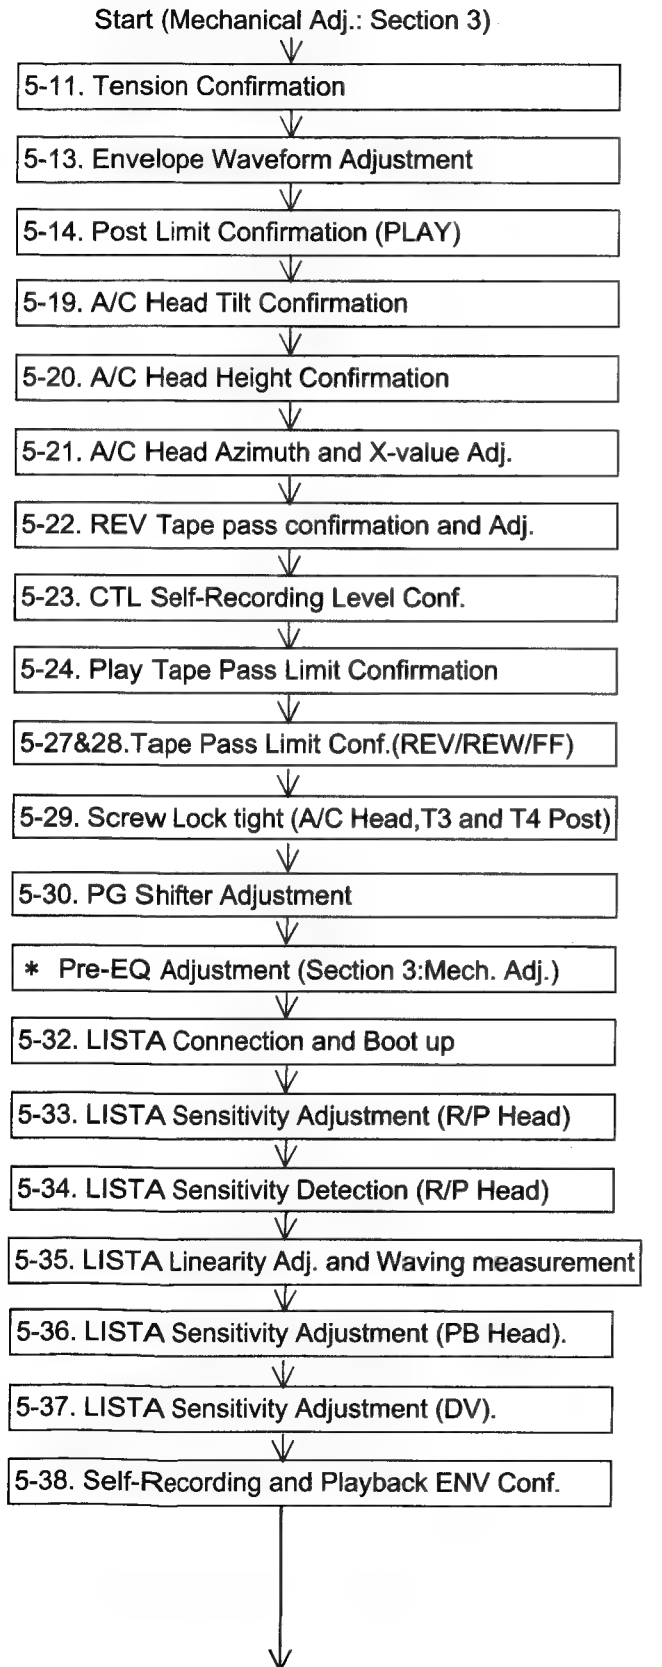 Start (Mechanical Adj.: Section 3)
5-11. Tension Confirmation
5-13. Envelope Waveform Adjustment
5-14. Post Limit Confirmation (PLAY)
5-19. A/C Head Tilt Confirmation
5-20. A/C Head Height Confirmation
5-21. A/C Head Azimuth and X-value Adj.
5-22. REV Tape pass confirmation and Adj.
5-23. CTL Self-Recording Level Conf.
5-24. Play Tape Pass Limit Confirmation
5-27&28.Tape Pass Limit Conf.(REV/REW/FF)
5-29. Screw Lock tight (A/C Head,T3 and T4 Post)
5-30. PG Shifter Adjustment
* Pre-EQ Adjustment (Section 3:Mech. Adj.)
5-32. LISTA Connection and Boot up
5-33. LISTA Sensitivity Adjustment (R/P Head)
5-34. LISTA Sensitivity Detection (R/P Head)
5-35. LISTA Linearity Adj. and Waving measurement
5-36. LISTA Sensitivity Adjustment (PB Head).
5-37. LISTA Sensitivity Adjustment (DV).
5-38. Self-Recording and Playback ENV Conf.